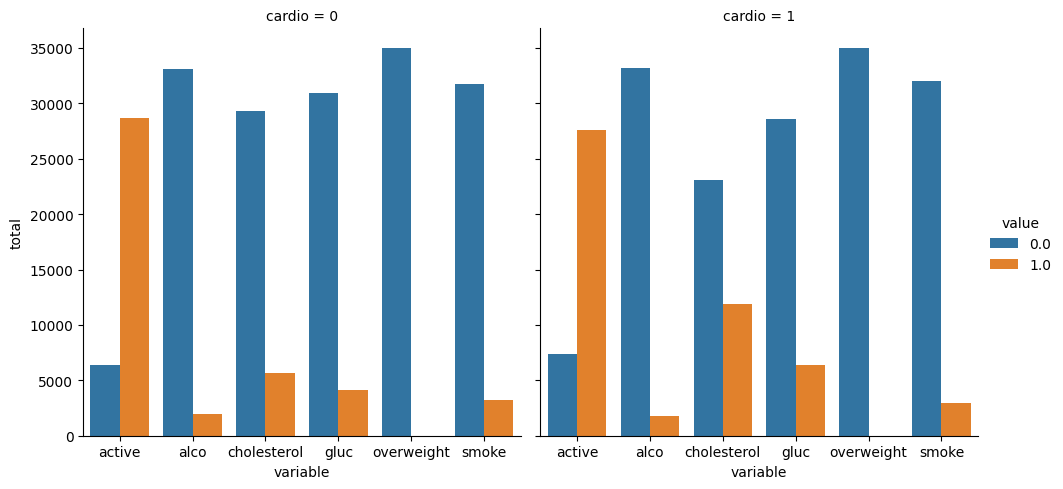 cardio = 0
cardio = 1
35000
30000
25000
20000
15000
10000
5000
0
total
active alco cholesterol gluc overweight smoke
variable
active alco cholesterol gluc overweight smoke
variable
value
0.0
1.0